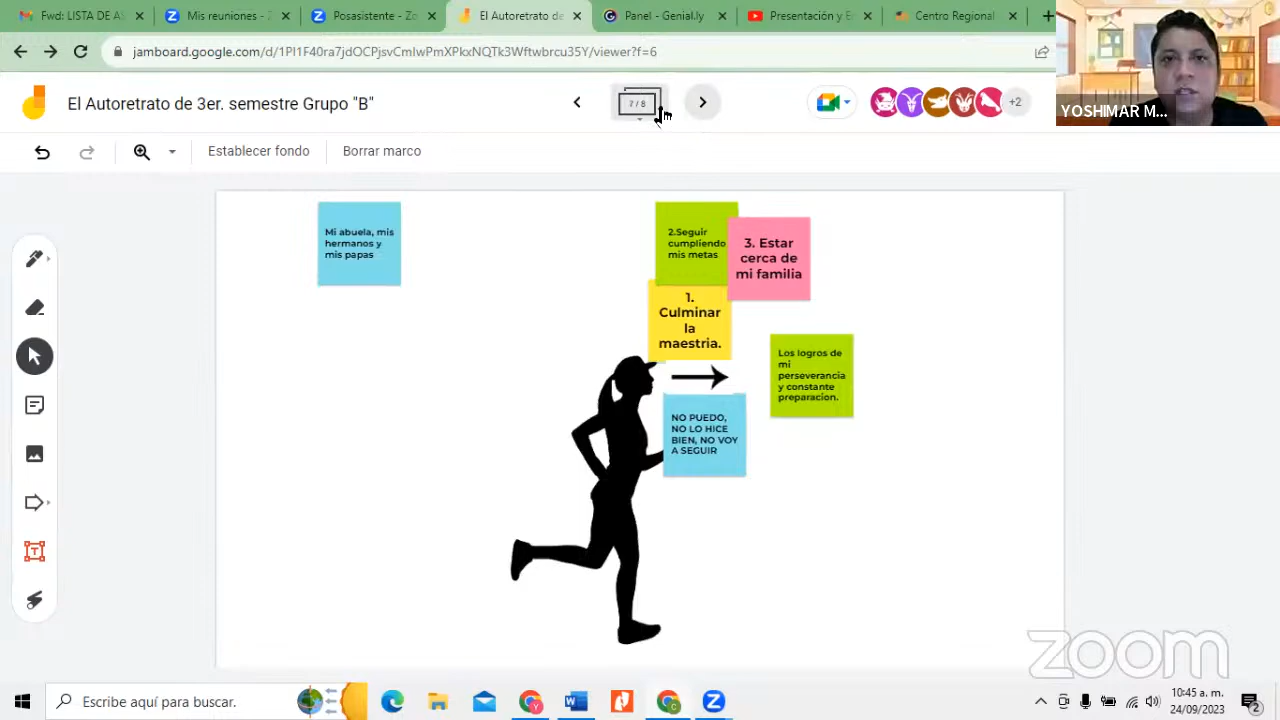 Fwd: LISTA DE AS
Mis reuniones - Z
Posasistente - Zo
El Autoretrato de
Panel - Genially
Presentación y E
Centro Regional
jamboard.google.com/d/
/viewer?f=6
El Autoretrato de 3er. semestre Grupo "B"
7 / 8
+2
YOSHIMAR M...
Establecer fondo
Borrar marco
Mi abuela, mis
hermanos y
mis papas
2.Seguir
cumpliendo
mis metas
3. Estar
cerca de
mi familia
1.
Culminar
la
maestria.
Los logros de
mi
perseverancia
y constante
preparacion.
NO PUEDO,
NO LO HICE
BIEN, NO VOY
A SEGUIR
zoom
Escribe aquí para buscar.
10:45 a. m.
24/09/2023
2